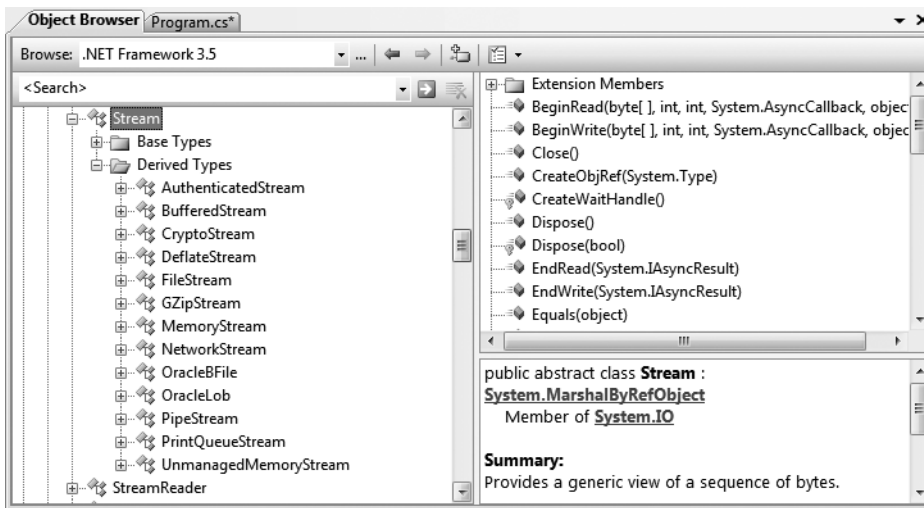 Object Browser Program.cs*
Browse: .NET Framework 3.5 ...
<Search>
Stream
Base Types
Derived Types
AuthenticatedStream
BufferedStream
CryptoStream
DeflateStream
FileStream
GZipStream
MemoryStream
NetworkStream
OracleBFile
OracleLob
PipeStream
PrintQueueStream
UnmanagedMemoryStream
StreamReader
Extension Members
BeginRead(byte[ ], int, int, System.AsyncCallback, objec
BeginWrite(byte[ ], int, int, System.AsyncCallback, objec
Close()
CreateObjRef(System.Type)
CreateWaitHandle()
Dispose()
Dispose(bool)
EndRead(System.IAsyncResult)
EndWrite(System.IAsyncResult)
Equals(object)
public abstract class Stream :
System.MarshalByRefObject
Member of System.IO
Summary:
Provides a generic view of a sequence of bytes.